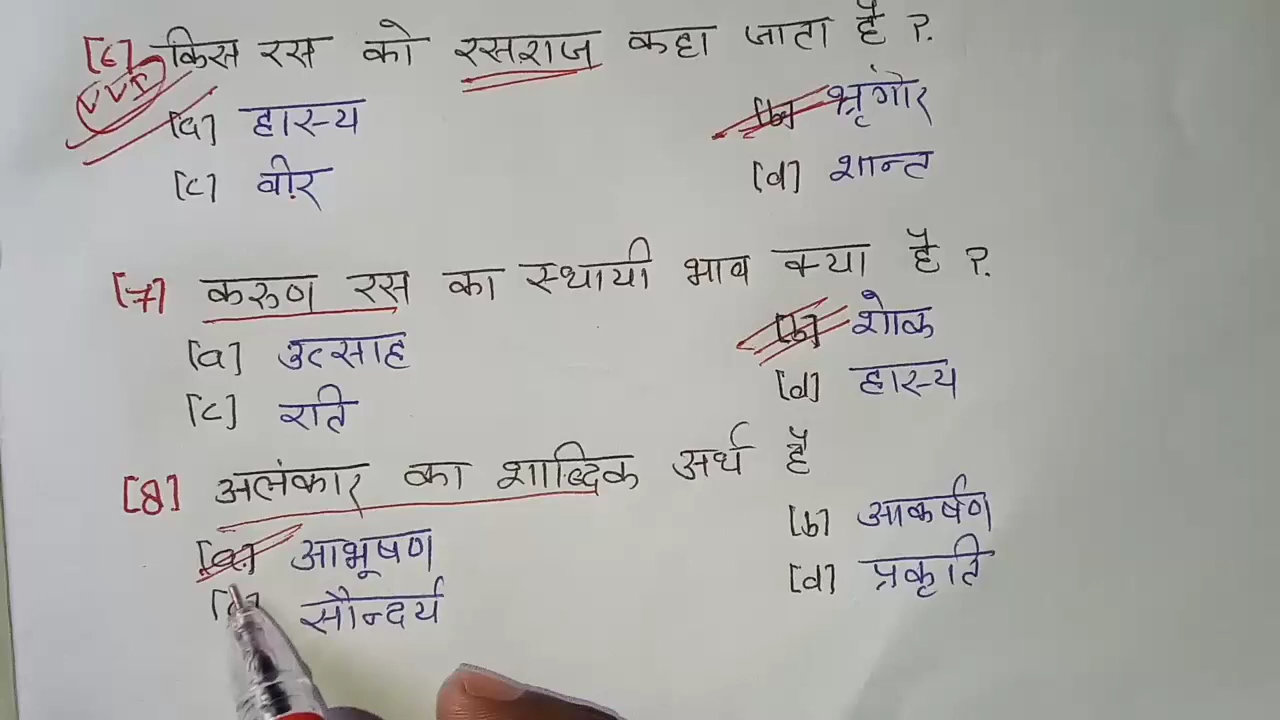 [6] किस रस को रसराज कहा जाता है ?
VVI
[a] हास्य [b] श्रृंगार
[c] वीर [d] शान्त
[7] करुण रस का स्थायी भाव क्या है ?
[a] उत्साह [b] शोक
[c] रति [d] हास्य
[8] अलंकार का शाब्दिक अर्थ है
[a] आभूषण [b] आकर्षण
[c] सौन्दर्य [d] प्रकृति